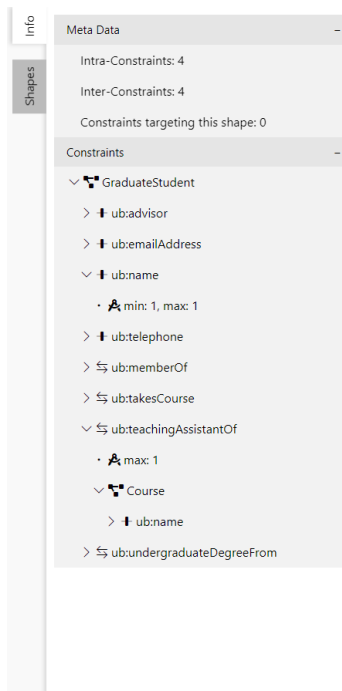 Info
Shapes
Meta Data –
Intra-Constraints: 4
Inter-Constraints: 4
Constraints targeting this shape: 0
Constraints –
GraduateStudent
ub:advisor
ub:emailAddress
ub:name
• min: 1, max: 1
ub:telephone
ub:memberOf
ub:takesCourse
ub:teachingAssistantOf
• max: 1
Course
ub:name
ub:undergraduateDegreeFrom